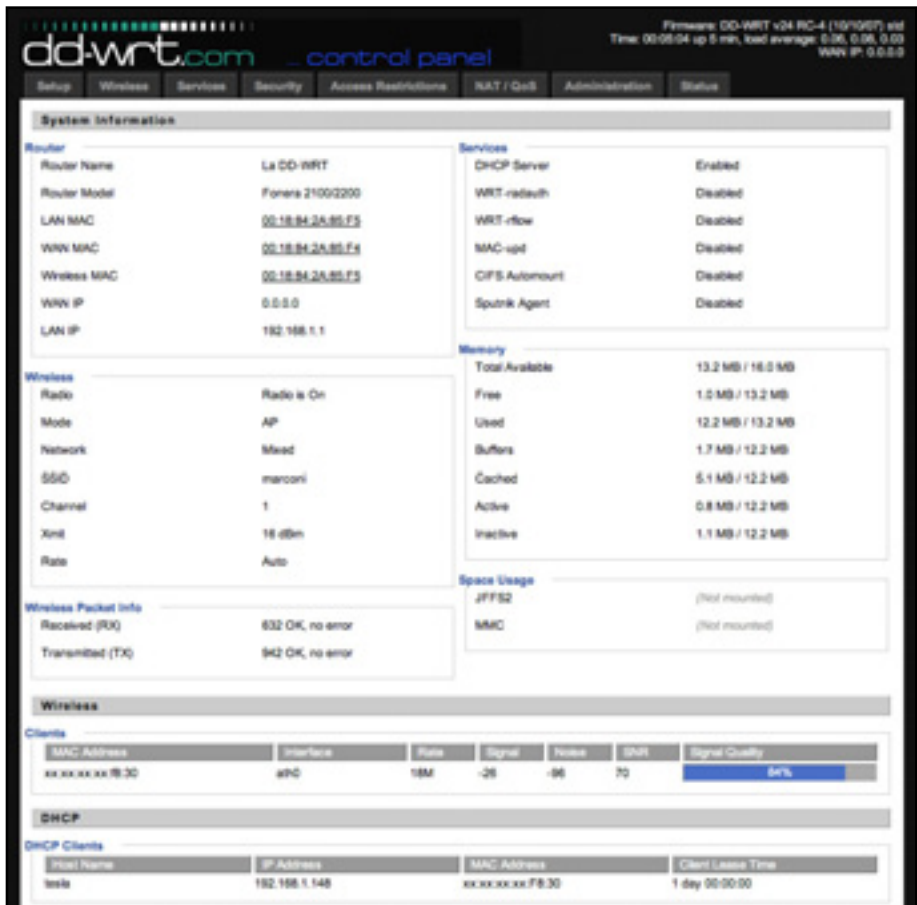 dd-wrt.com ... control panel
Firmware: DD-WRT v24 RC-4 (10/10/07) std
Time: 00:05:04 up 5 min, load average: 0.06, 0.08, 0.03
WAN IP: 0.0.0.0
Setup Wireless Services Security Access Restrictions NAT / QoS Administration Status
System Information
Router
Router Name La DD-WRT
Router Model Fonera 2100/2200
LAN MAC 00:18:84:2A:85:F5
WAN MAC 00:18:84:2A:85:F4
Wireless MAC 00:18:84:2A:85:F5
WAN IP 0.0.0.0
LAN IP 192.168.1.1
Wireless
Radio Radio is On
Mode AP
Network Mixed
SSID marconi
Channel 1
Xmit 16 dBm
Rate Auto
Wireless Packet Info
Received (RX) 632 OK, no error
Transmitted (TX) 942 OK, no error
Services
DHCP Server Enabled
WRT-radauth Disabled
WRT-rflow Disabled
MAC-upd Disabled
CIFS Automount Disabled
Sputnik Agent Disabled
Memory
Total Available 13.2 MB / 16.0 MB
Free 1.0 MB / 13.2 MB
Used 12.2 MB / 13.2 MB
Buffers 1.7 MB / 12.2 MB
Cached 5.1 MB / 12.2 MB
Active 0.8 MB / 12.2 MB
Inactive 1.1 MB / 12.2 MB
Space Usage
JFFS2 (Not mounted)
MMC (Not mounted)
Wireless
Clients
MAC Address Interface Rate Signal Noise SNR Signal Quality
xx:xx:xx:xx:f8:30 ath0 18M -26 -96 70 84%
DHCP
DHCP Clients
Host Name IP Address MAC Address Client Lease Time
tesla 192.168.1.148 xx:xx:xx:xx:F8:30 1 day 00:00:00